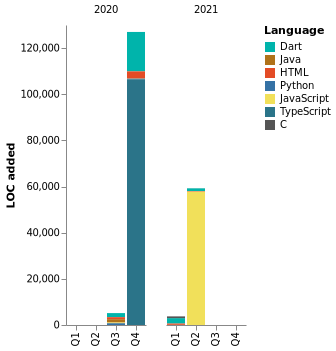 2020 2021
Language
Dart
Java
HTML
Python
JavaScript
TypeScript
C
LOC added
120,000
100,000
80,000
60,000
40,000
20,000
0
Q1 Q2 Q3 Q4 Q1 Q2 Q3 Q4